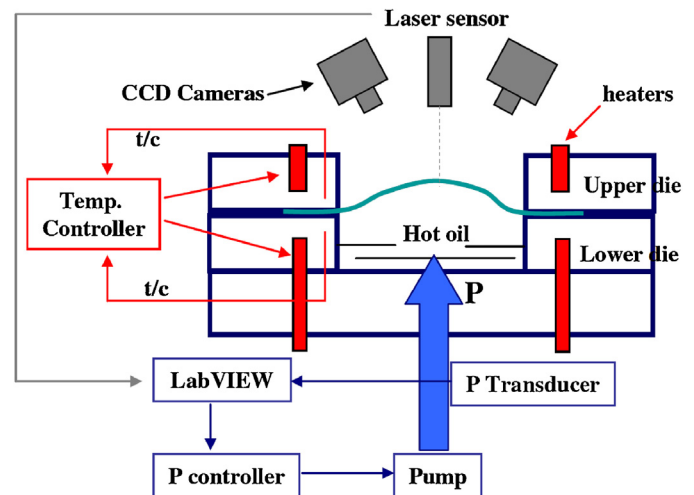 Laser sensor
CCD Cameras
heaters
t/c
Temp.
Controller
Upper die
Hot oil
Lower die
t/c
P
LabVIEW
P Transducer
P controller
Pump